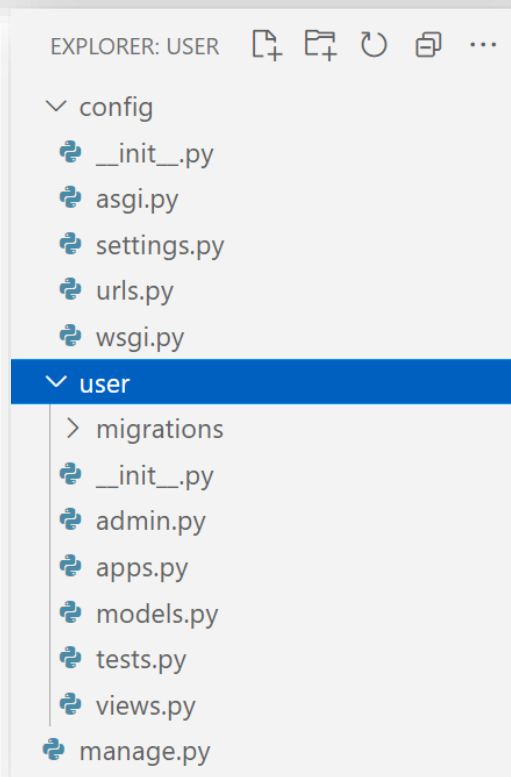 EXPLORER: USER
config
__init__.py
asgi.py
settings.py
urls.py
wsgi.py
user
migrations
__init__.py
admin.py
apps.py
models.py
tests.py
views.py
manage.py